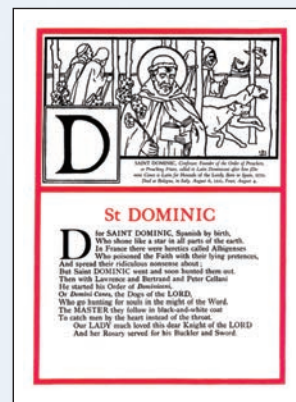 D
SAINT DOMINIC, Confessor Founder of the Order of Preachers,
or Preaching Friars, called in Latin Dominicani after him (the
Canes is Latin for Hounds of the Lord). Born in Spain, 1170.
Died at Bologna, in Italy, August 6, 1221, Feast, August 4.
St DOMINIC
D for SAINT DOMINIC, Spanish by birth,
Who shone like a star in all parts of the earth.
In France there were heretics called Albigenses
Who poisoned the Faith with their lying pretences,
And spread their ridiculous nonsense about;
But Saint DOMINIC went and soon hunted them out.
Then with Lawrence and Bertrand and Peter Cellani
He started his Order of Dominicani,
Or Domini Canes, the Dogs of the LORD,
Who go hunting for souls in the might of the Word.
The MASTER they follow in black-and-white coat
To catch men by the heart instead of the throat.
Our LADY much loved this dear Knight of the LORD
And her Rosary served for his Buckler and Sword.